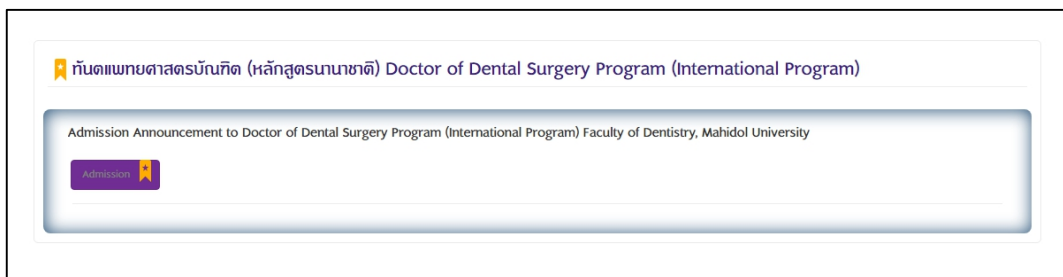 ทันตแพทยศาสตรบัณฑิต (หลักสูตรนานาชาติ) Doctor of Dental Surgery Program (International Program)
Admission Announcement to Doctor of Dental Surgery Program (International Program) Faculty of Dentistry, Mahidol University
Admission